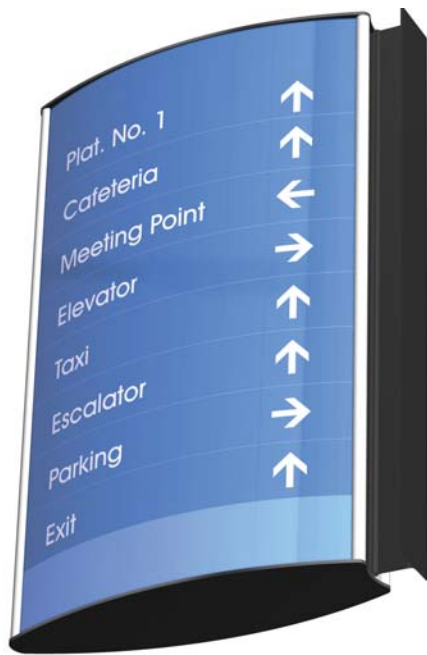 Plat. No. 1 ↑
Cafeteria ↑
Meeting Point ←
Elevator →
Taxi ↑
Escalator ↑
Parking →
Exit ↑